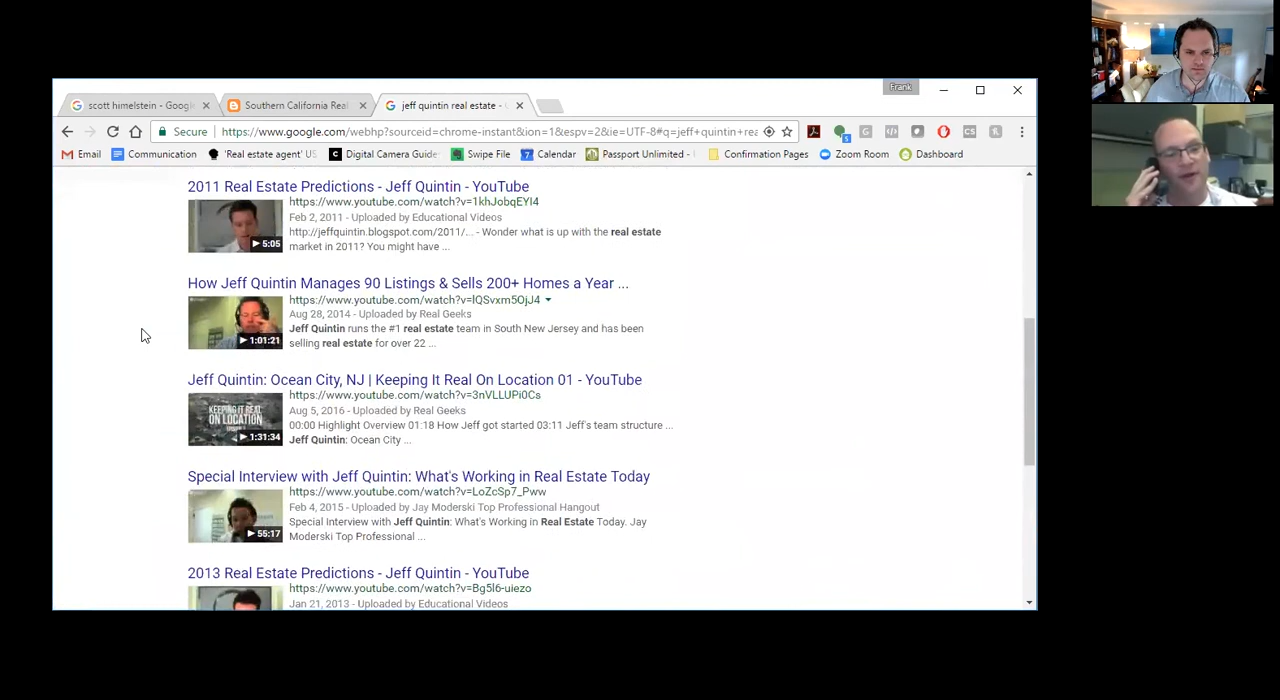 Frank
scott himelstein - Google
Southern California Real
jeff quintin real estate - G
Secure
https://www.google.com/webhp?sourceid=chrome-instant&ion=1&espv=2&ie=UTF-8#q=jeff+quintin+rea
Email
Communication
'Real estate agent' US
Digital Camera Guide
Swipe File
Calendar
Passport Unlimited -
Confirmation Pages
Zoom Room
Dashboard
2011 Real Estate Predictions - Jeff Quintin - YouTube
https://www.youtube.com/watch?v=1khJobqEYI4
Feb 2, 2011 - Uploaded by Educational Videos
http://jeffquintin.blogspot.com/2011/... - Wonder what is up with the real estate
market in 2011? You might have ...
5:05
How Jeff Quintin Manages 90 Listings & Sells 200+ Homes a Year ...
https://www.youtube.com/watch?v=lQSvxm5OjJ4
Aug 28, 2014 - Uploaded by Real Geeks
Jeff Quintin runs the #1 real estate team in South New Jersey and has been
selling real estate for over 22 ...
1:01:21
Jeff Quintin: Ocean City, NJ | Keeping It Real On Location 01 - YouTube
https://www.youtube.com/watch?v=3nVLLUPi0Cs
Aug 5, 2016 - Uploaded by Real Geeks
00:00 Highlight Overview 01:18 How Jeff got started 03:11 Jeff's team structure ...
Jeff Quintin: Ocean City ...
KEEPING IT REAL
ON LOCATION
1:31:34
Special Interview with Jeff Quintin: What's Working in Real Estate Today
https://www.youtube.com/watch?v=LoZcSp7_Pww
Feb 4, 2015 - Uploaded by Jay Moderski Top Professional Hangout
Special Interview with Jeff Quintin: What's Working in Real Estate Today. Jay
Moderski Top Professional ...
55:17
2013 Real Estate Predictions - Jeff Quintin - YouTube
https://www.youtube.com/watch?v=Bg5l6-uiezo
Jan 21, 2013 - Uploaded by Educational Videos